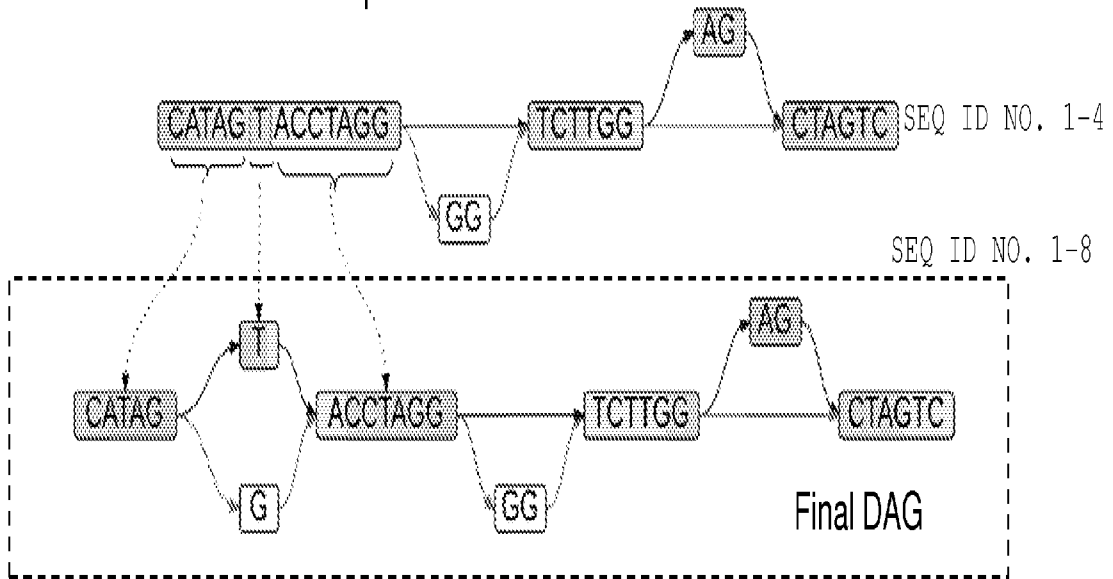 AG
CATAG T ACCTAGG TCTTGG CTAGTC SEQ ID NO. 1-4
GG
SEQ ID NO. 1-8
T AG
CATAG ACCTAGG TCTTGG CTAGTC
G GG Final DAG